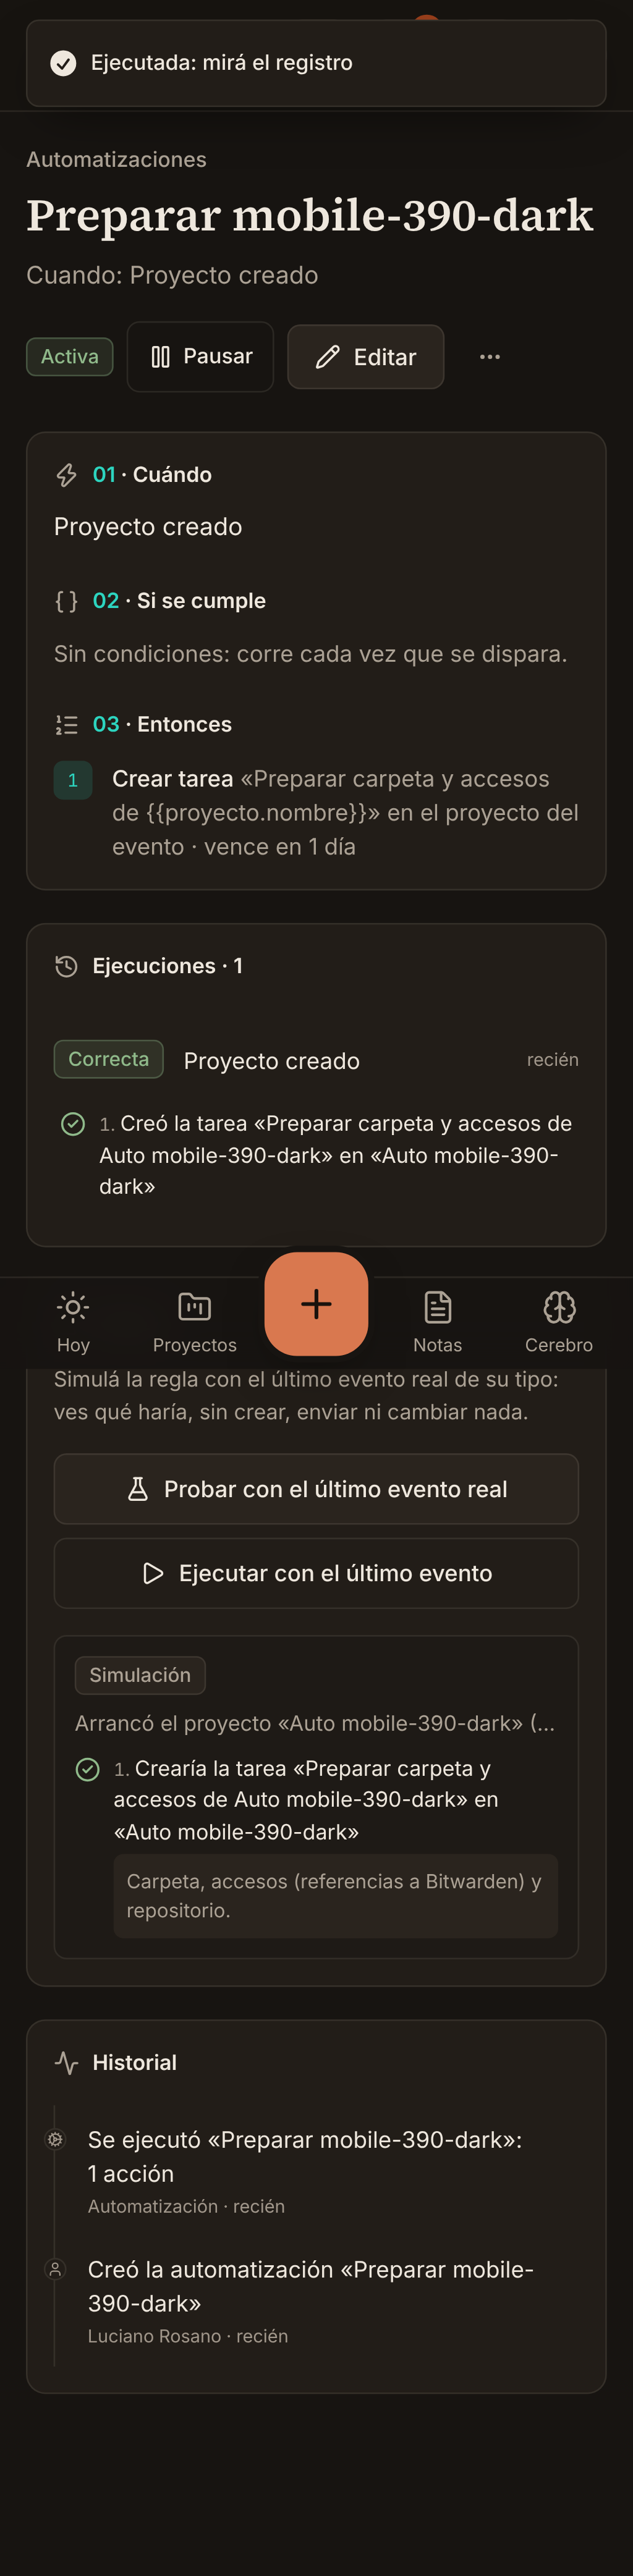 Ejecutada: mirá el registro
Automatizaciones
Preparar mobile-390-dark
Cuando: Proyecto creado
Activa
Pausar
Editar
01 · Cuándo
Proyecto creado
02 · Si se cumple
Sin condiciones: corre cada vez que se dispara.
03 · Entonces
1
Crear tarea «Preparar carpeta y accesos
de {{proyecto.nombre}}» en el proyecto del
evento · vence en 1 día
Ejecuciones · 1
Correcta
Proyecto creado
recién
1. Creó la tarea «Preparar carpeta y accesos de
Auto mobile-390-dark» en «Auto mobile-390-
dark»
Hoy
Proyectos
Notas
Cerebro
Simulá la regla con el último evento real de su tipo:
ves qué haría, sin crear, enviar ni cambiar nada.
Probar con el último evento real
Ejecutar con el último evento
Simulación
Arrancó el proyecto «Auto mobile-390-dark» (...
1. Crearía la tarea «Preparar carpeta y
accesos de Auto mobile-390-dark» en
«Auto mobile-390-dark»
Carpeta, accesos (referencias a Bitwarden) y
repositorio.
Historial
Se ejecutó «Preparar mobile-390-dark»:
1 acción
Automatización · recién
Creó la automatización «Preparar mobile-
390-dark»
Luciano Rosano · recién